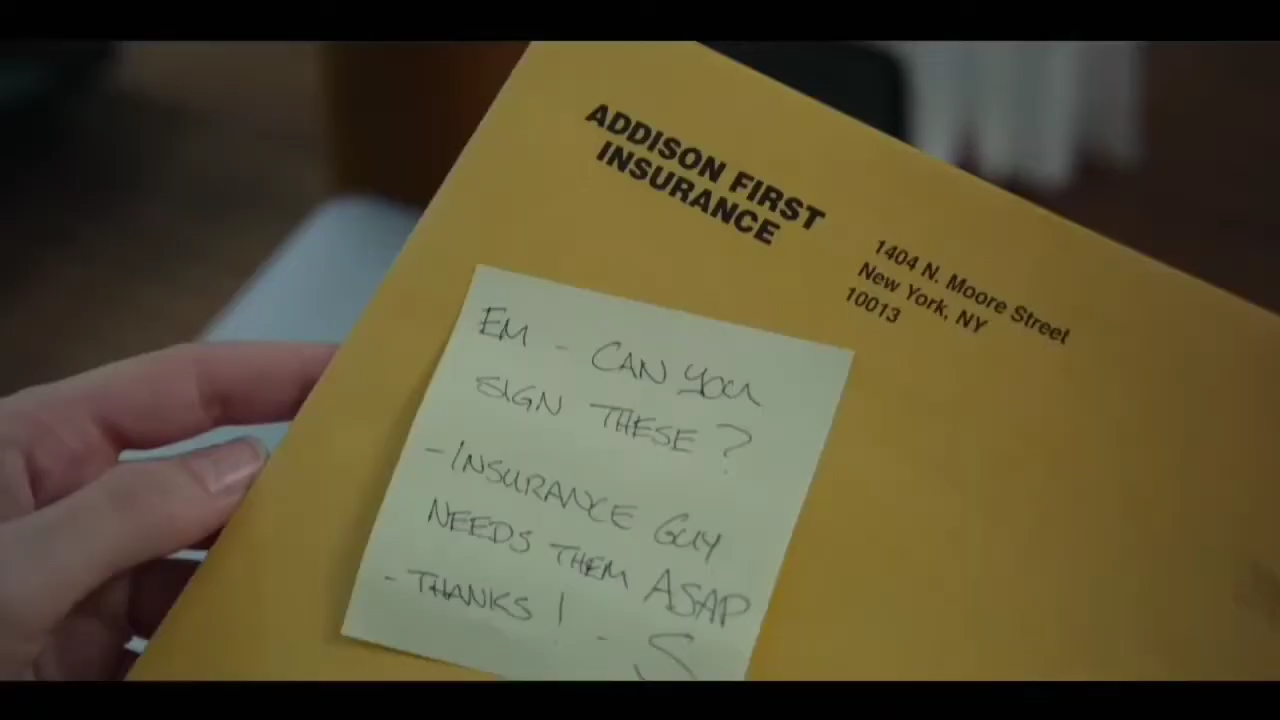 ADDISON FIRST
INSURANCE
1404 N. Moore Street
New York, NY
10013
EM - CAN YOU
SIGN THESE?
- INSURANCE GUY
NEEDS THEM ASAP
- THANKS! - S